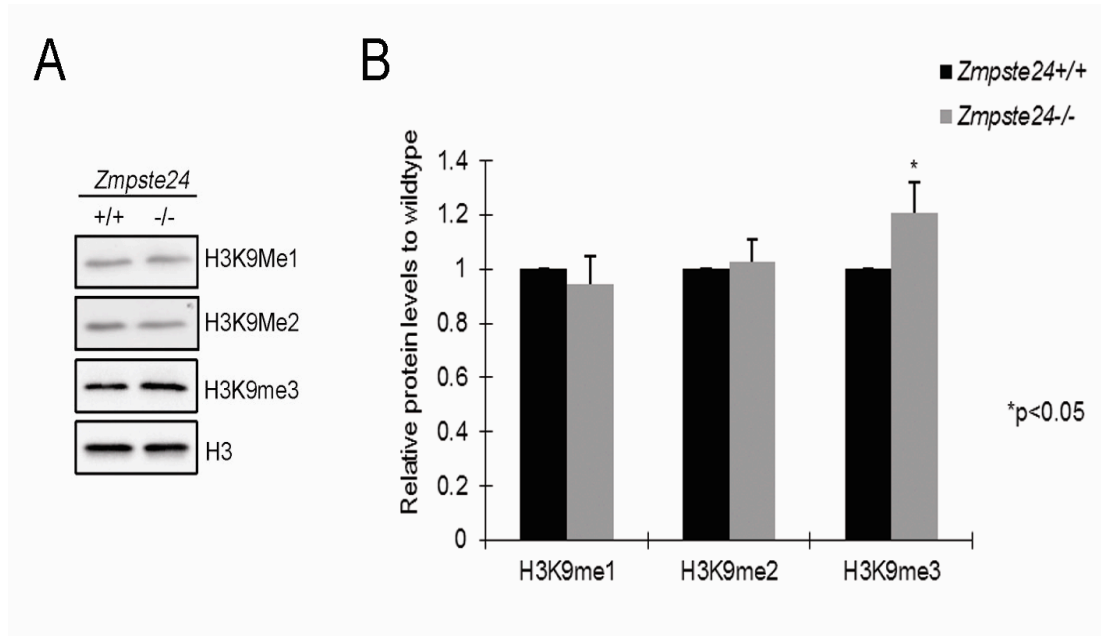 A
Zmpste24
+/+ -/-
H3K9Me1
H3K9Me2
H3K9me3
H3
B
Zmpste24+/+
Zmpste24-/-
Relative protein levels to wildtype
1.4
1.2
1
0.8
0.6
0.4
0.2
0
*
*p<0.05
H3K9me1 H3K9me2 H3K9me3